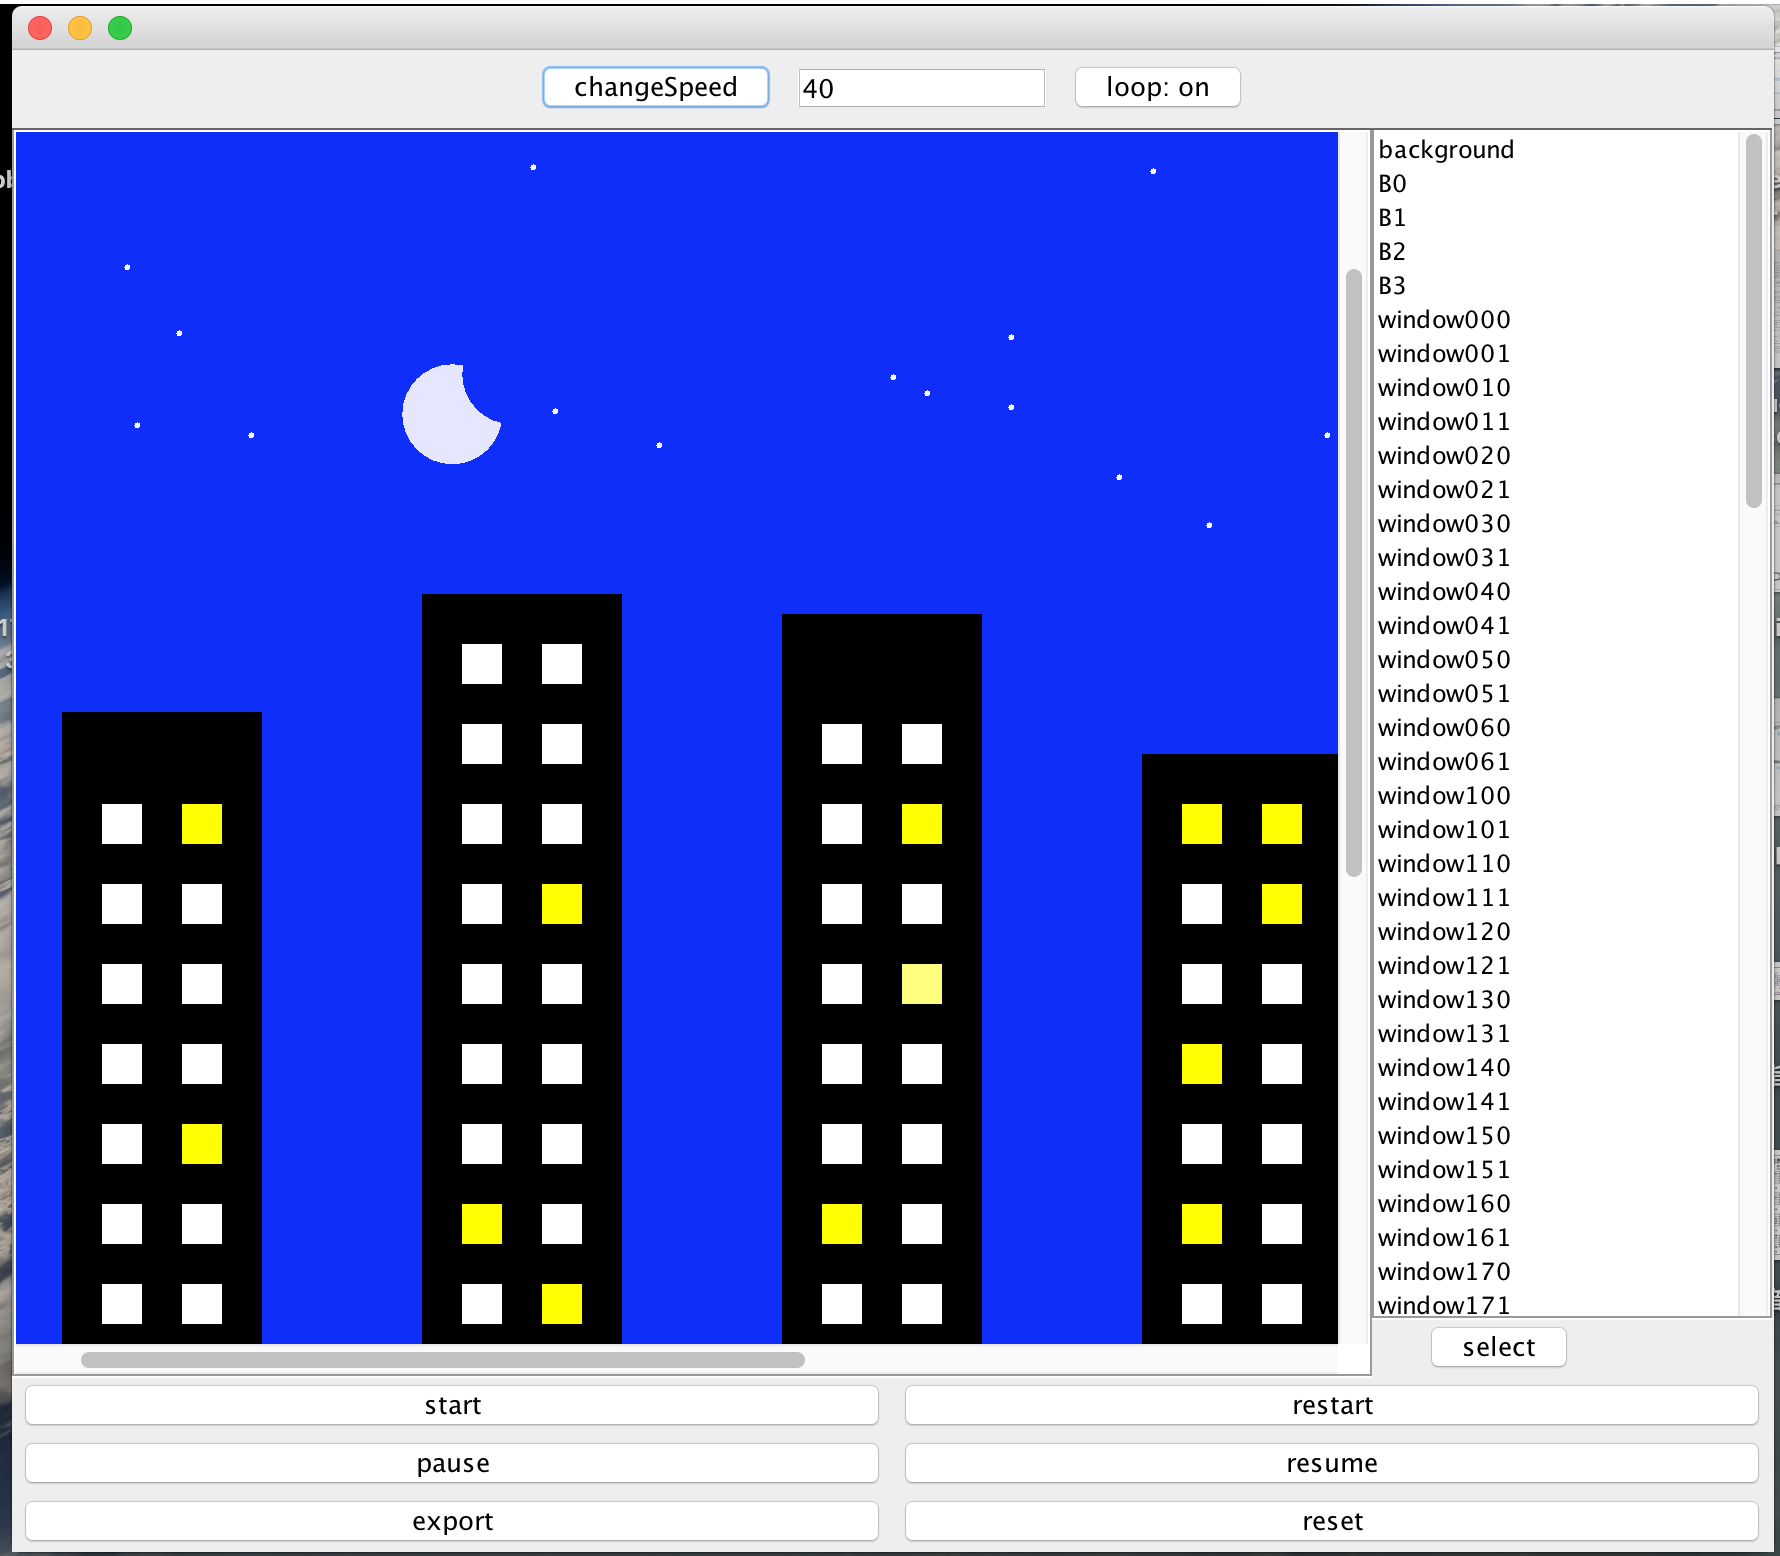 changeSpeed 40 loop: on
background
B0
B1
B2
B3
window000
window001
window010
window011
window020
window021
window030
window031
window040
window041
window050
window051
window060
window061
window100
window101
window110
window111
window120
window121
window130
window131
window140
window141
window150
window151
window160
window161
window170
window171
select
start restart
pause resume
export reset